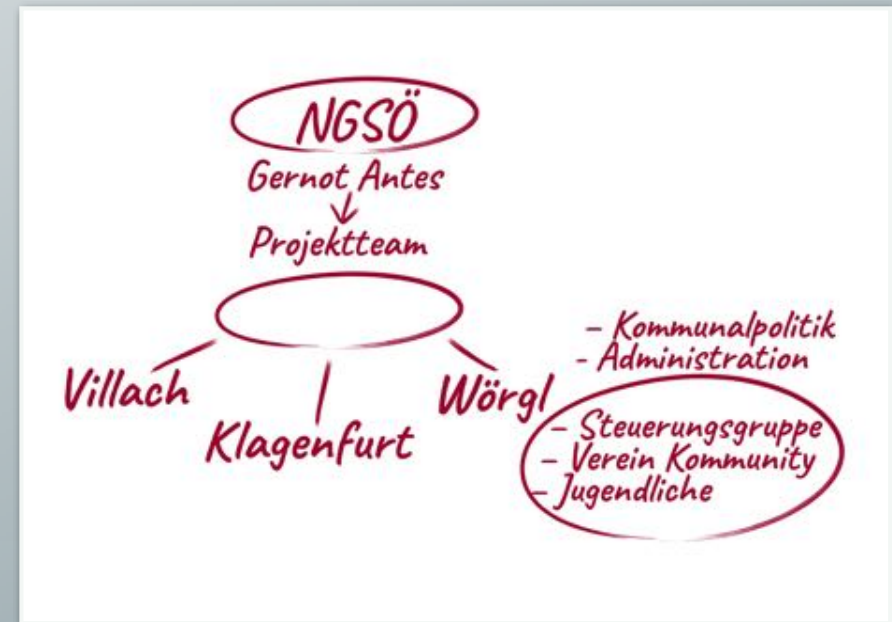 NGSÖ
Gernot Antes
Projektteam
Villach
Klagenfurt
Wörgl
– Kommunalpolitik
- Administration
– Steuerungsgruppe
– Verein Kommunity
– Jugendliche